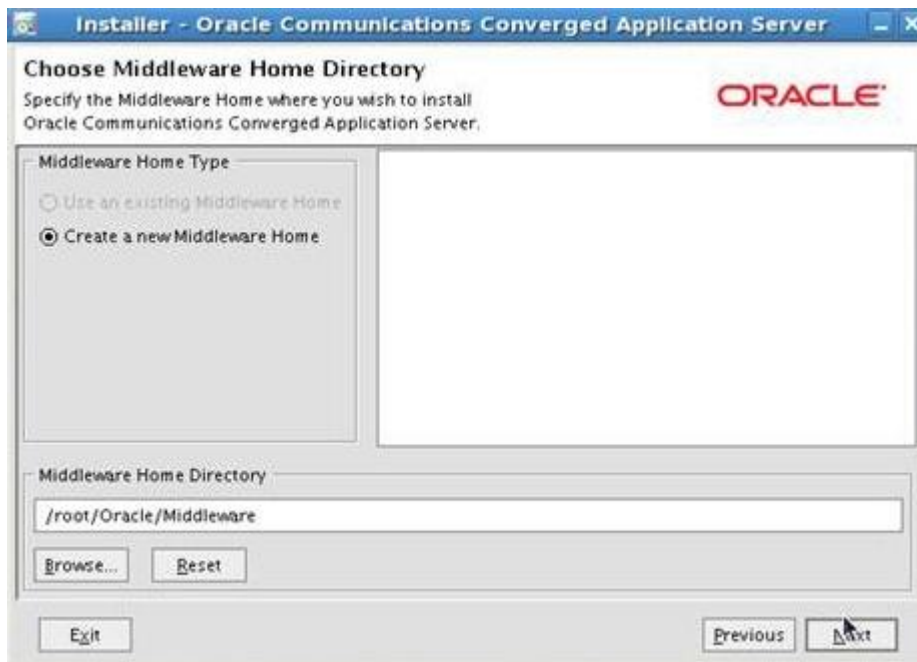 Installer - Oracle Communications Converged Application Server
Choose Middleware Home Directory
Specify the Middleware Home where you wish to install
Oracle Communications Converged Application Server.
ORACLE
Middleware Home Type
Use an existing Middleware Home
Create a new Middleware Home
Middleware Home Directory
/root/Oracle/Middleware
Browse...
Reset
Exit
Previous
Next